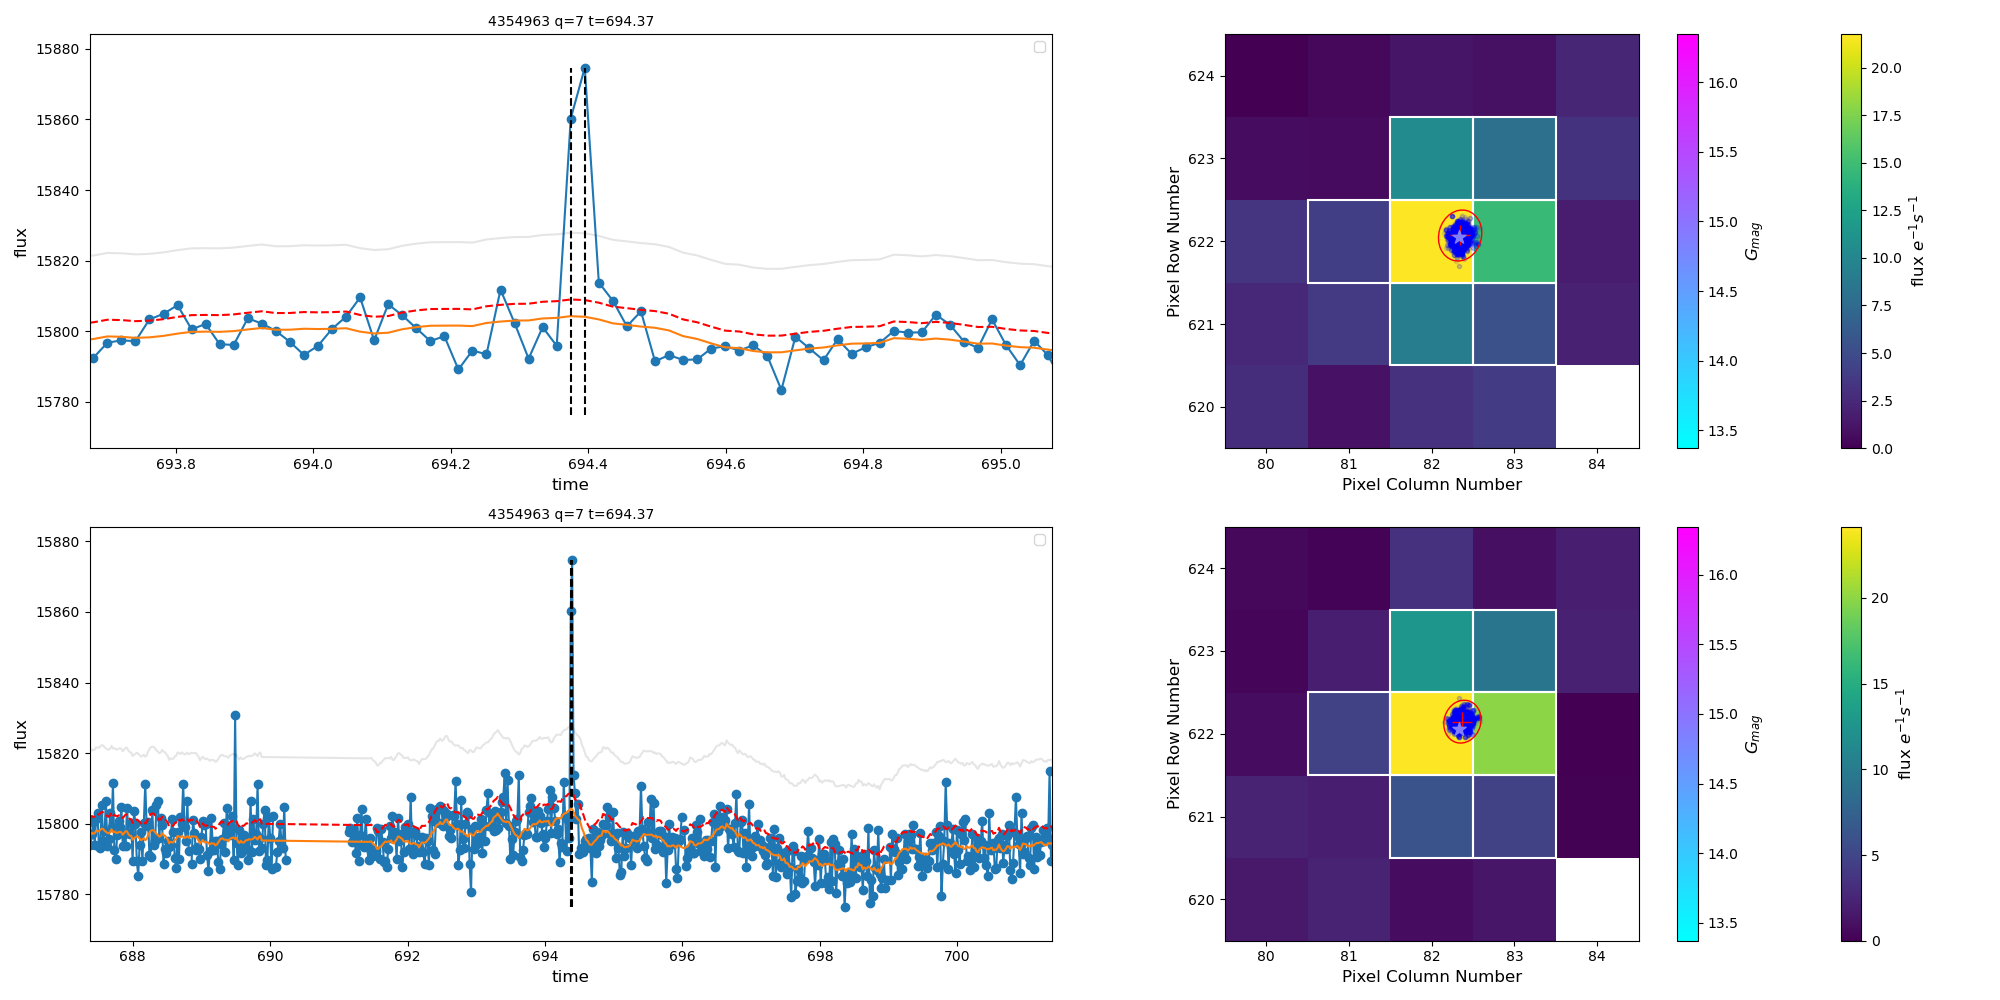 4354963 q=7 t=694.37
15880
15860
15840
15820
15800
15780
flux
693.8 694.0 694.2 694.4 694.6 694.8 695.0
time
624
623
622
621
620
Pixel Row Number
80 81 82 83 84
Pixel Column Number
16.0
15.5
15.0
14.5
14.0
13.5
G_mag
20.0
17.5
15.0
12.5
10.0
7.5
5.0
2.5
0.0
flux e⁻¹s⁻¹
4354963 q=7 t=694.37
15880
15860
15840
15820
15800
15780
flux
688 690 692 694 696 698 700
time
624
623
622
621
620
Pixel Row Number
80 81 82 83 84
Pixel Column Number
16.0
15.5
15.0
14.5
14.0
13.5
G_mag
20
15
10
5
0
flux e⁻¹s⁻¹